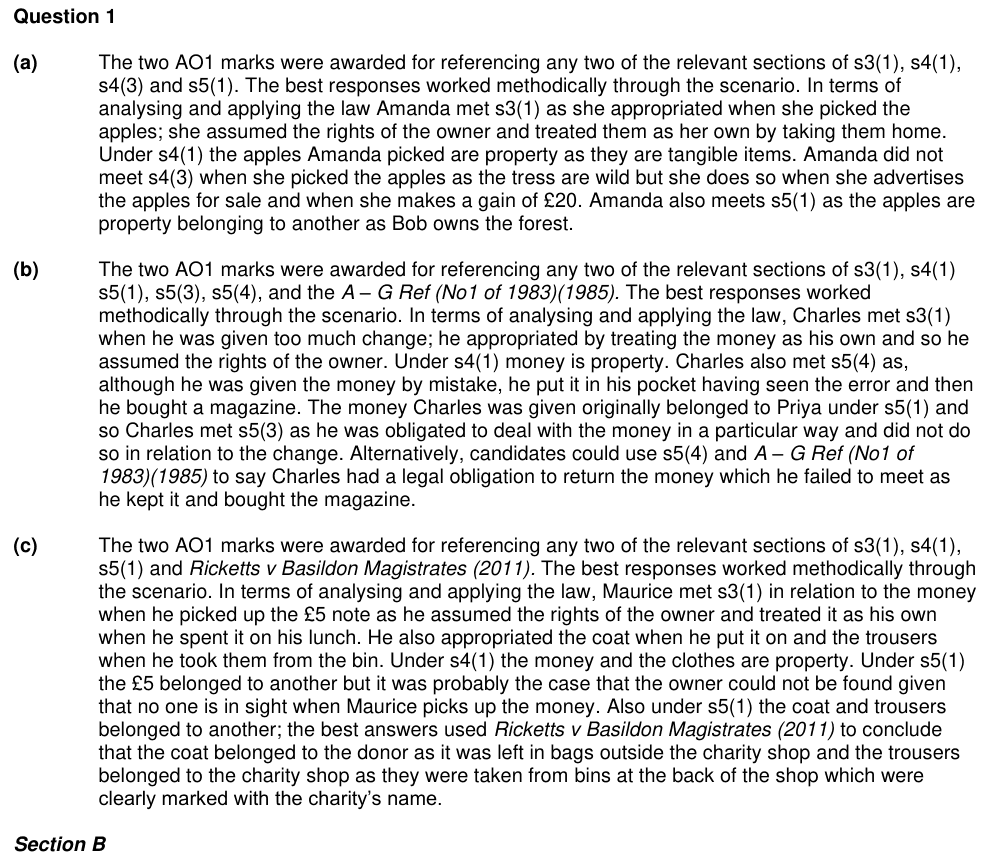 Question 1
(a) The two AO1 marks were awarded for referencing any two of the relevant sections of s3(1), s4(1),
s4(3) and s5(1). The best responses worked methodically through the scenario. In terms of
analysing and applying the law Amanda met s3(1) as she appropriated when she picked the
apples; she assumed the rights of the owner and treated them as her own by taking them home.
Under s4(1) the apples Amanda picked are property as they are tangible items. Amanda did not
meet s4(3) when she picked the apples as the tress are wild but she does so when she advertises
the apples for sale and when she makes a gain of £20. Amanda also meets s5(1) as the apples are
property belonging to another as Bob owns the forest.
(b) The two AO1 marks were awarded for referencing any two of the relevant sections of s3(1), s4(1)
s5(1), s5(3), s5(4), and the A – G Ref (No1 of 1983)(1985). The best responses worked
methodically through the scenario. In terms of analysing and applying the law, Charles met s3(1)
when he was given too much change; he appropriated by treating the money as his own and so he
assumed the rights of the owner. Under s4(1) money is property. Charles also met s5(4) as,
although he was given the money by mistake, he put it in his pocket having seen the error and then
he bought a magazine. The money Charles was given originally belonged to Priya under s5(1) and
so Charles met s5(3) as he was obligated to deal with the money in a particular way and did not do
so in relation to the change. Alternatively, candidates could use s5(4) and A – G Ref (No1 of
1983)(1985) to say Charles had a legal obligation to return the money which he failed to meet as
he kept it and bought the magazine.
(c) The two AO1 marks were awarded for referencing any two of the relevant sections of s3(1), s4(1),
s5(1) and Ricketts v Basildon Magistrates (2011). The best responses worked methodically through
the scenario. In terms of analysing and applying the law, Maurice met s3(1) in relation to the money
when he picked up the £5 note as he assumed the rights of the owner and treated it as his own
when he spent it on his lunch. He also appropriated the coat when he put it on and the trousers
when he took them from the bin. Under s4(1) the money and the clothes are property. Under s5(1)
the £5 belonged to another but it was probably the case that the owner could not be found given
that no one is in sight when Maurice picks up the money. Also under s5(1) the coat and trousers
belonged to another; the best answers used Ricketts v Basildon Magistrates (2011) to conclude
that the coat belonged to the donor as it was left in bags outside the charity shop and the trousers
belonged to the charity shop as they were taken from bins at the back of the shop which were
clearly marked with the charity's name.
Section B